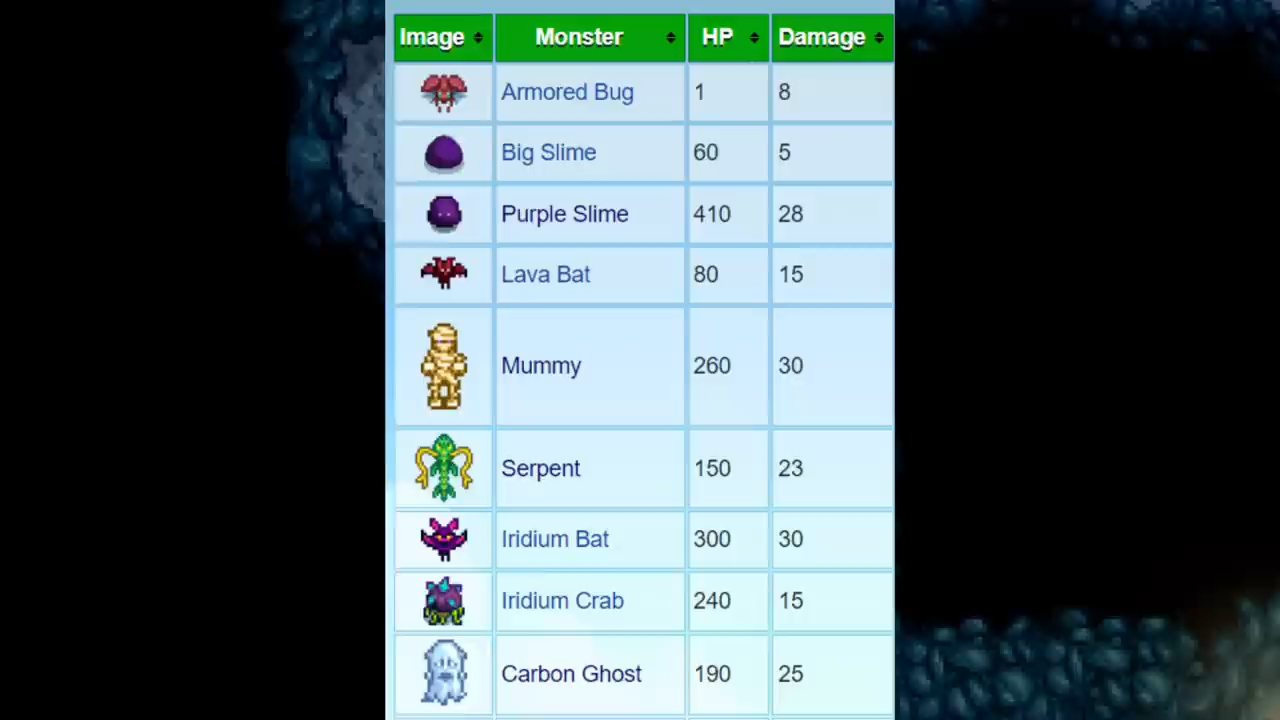 Image Monster HP Damage
Armored Bug 1 8
Big Slime 60 5
Purple Slime 410 28
Lava Bat 80 15
Mummy 260 30
Serpent 150 23
Iridium Bat 300 30
Iridium Crab 240 15
Carbon Ghost 190 25